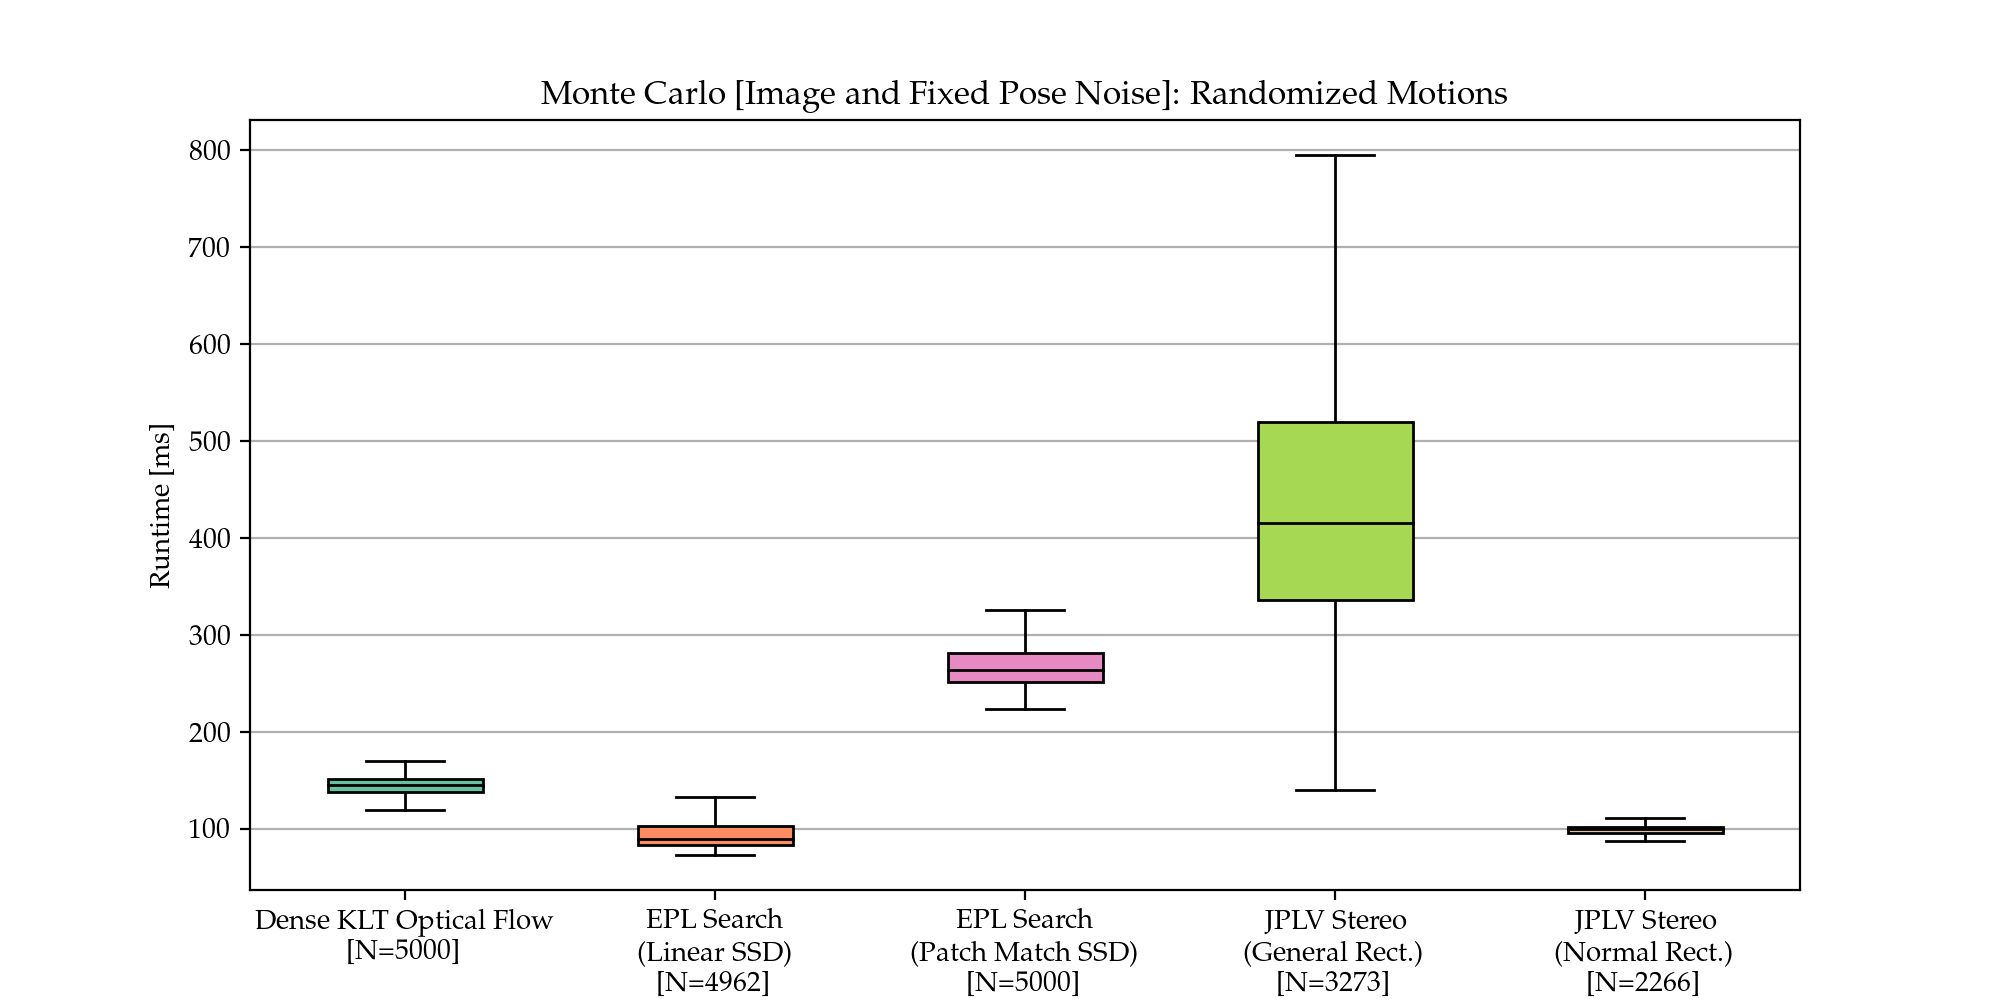 Monte Carlo [Image and Fixed Pose Noise]: Randomized Motions
Runtime [ms]
800
700
600
500
400
300
200
100
Dense KLT Optical Flow
[N=5000]
EPL Search
(Linear SSD)
[N=4962]
EPL Search
(Patch Match SSD)
[N=5000]
JPLV Stereo
(General Rect.)
[N=3273]
JPLV Stereo
(Normal Rect.)
[N=2266]